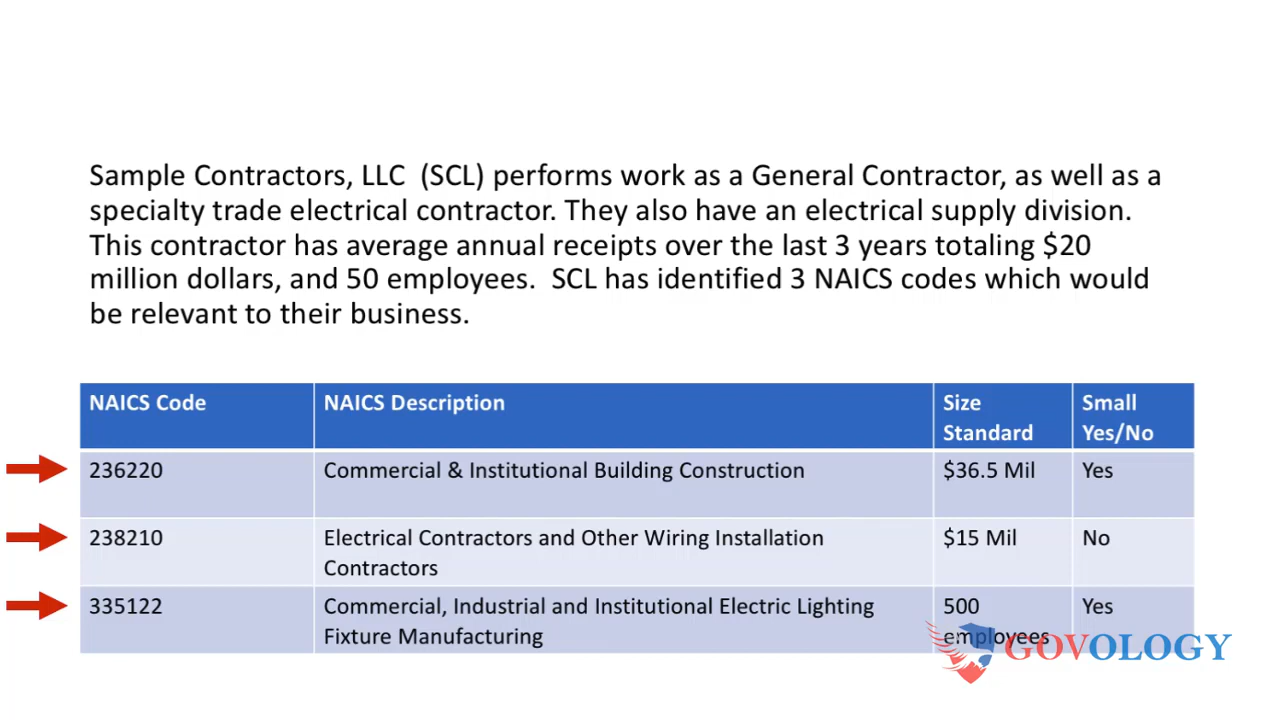 Sample Contractors, LLC  (SCL) performs work as a General Contractor, as well as a
specialty trade electrical contractor. They also have an electrical supply division.
This contractor has average annual receipts over the last 3 years totaling $20
million dollars, and 50 employees.  SCL has identified 3 NAICS codes which would
be relevant to their business.
NAICS Code NAICS Description Size Small
Standard Yes/No
236220 Commercial & Institutional Building Construction $36.5 Mil Yes
238210 Electrical Contractors and Other Wiring Installation $15 Mil No
Contractors
335122 Commercial, Industrial and Institutional Electric Lighting 500 Yes
Fixture Manufacturing employees
GOVOLOGY